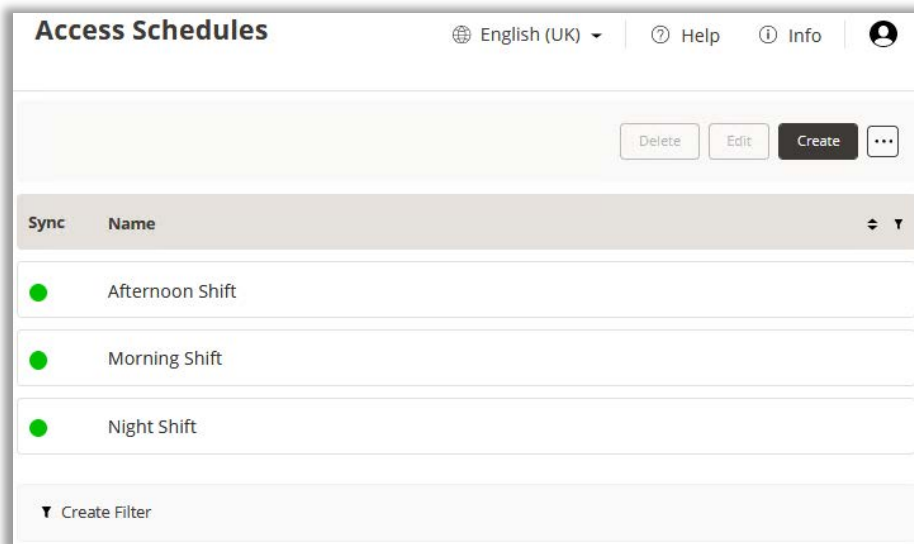 Access Schedules English (UK) Help Info
Delete Edit Create
Sync Name
Afternoon Shift
Morning Shift
Night Shift
Create Filter